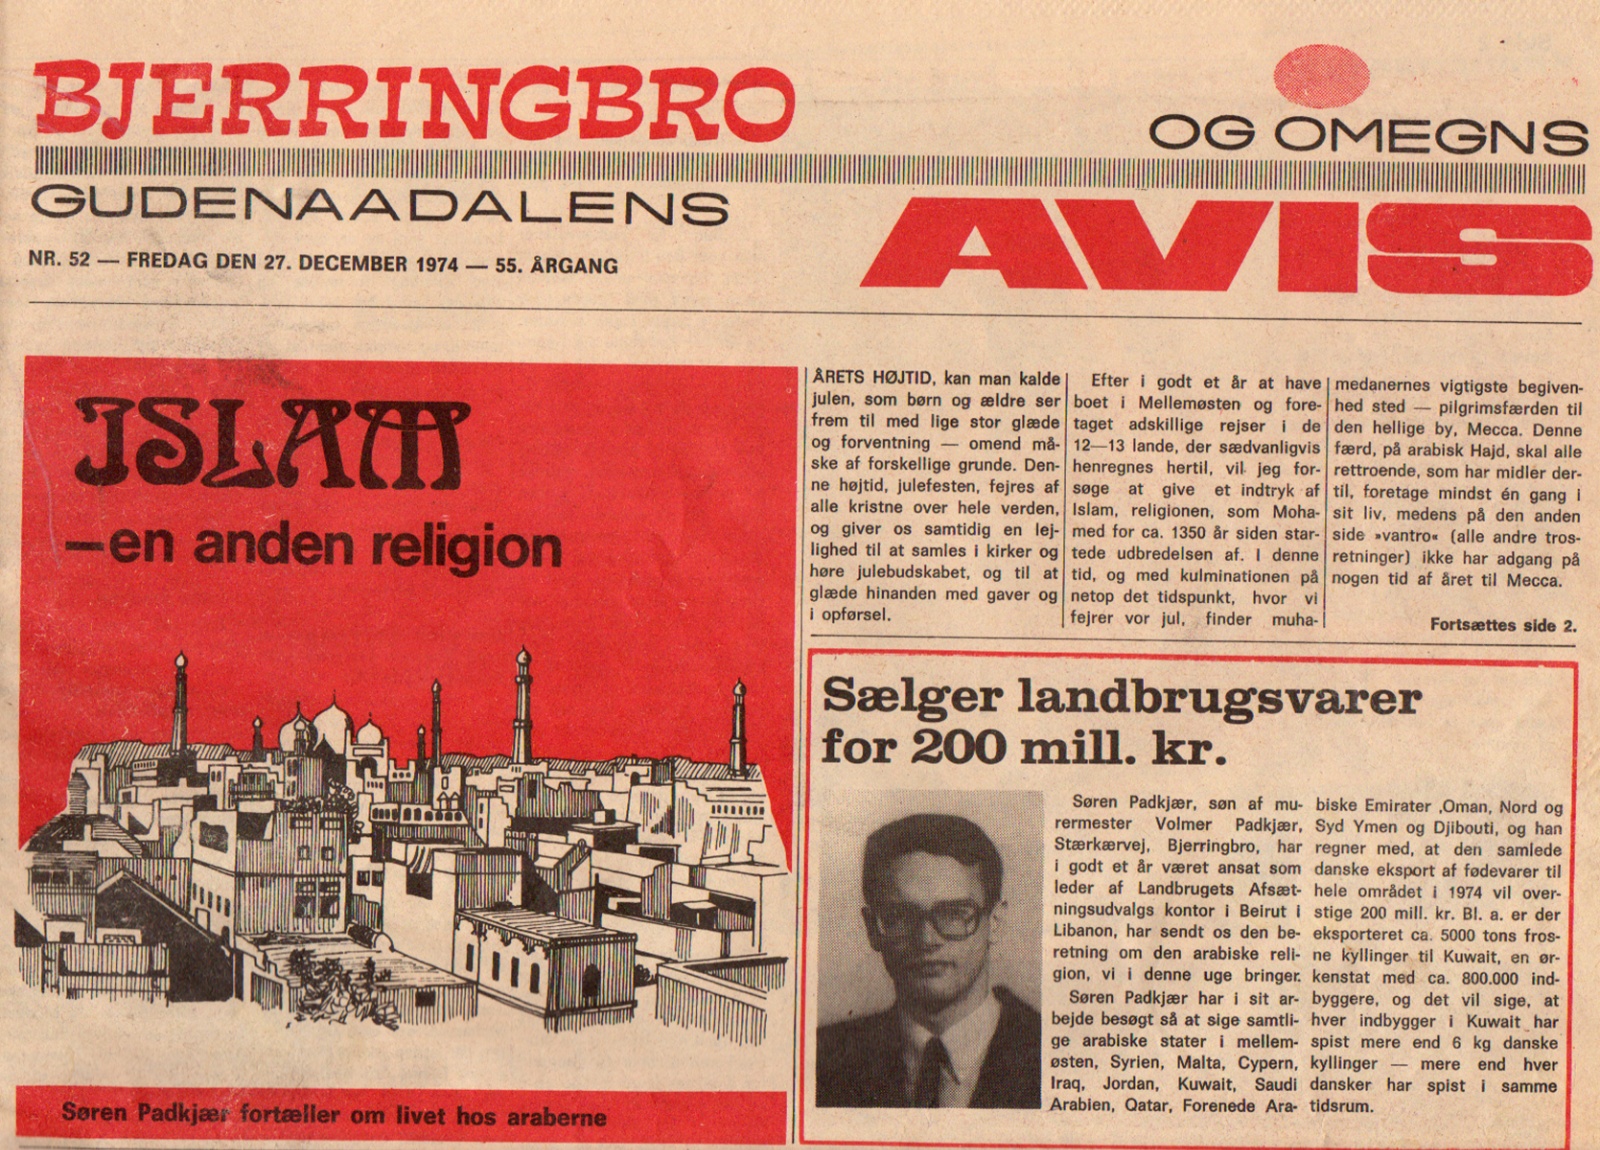 BJERRINGBRO
OG OMEGNS
GUDENAADALENS
AVIS
NR. 52 — FREDAG DEN 27. DECEMBER 1974 — 55. ÅRGANG
ISLAM
—en anden religion
Søren Padkjær fortæller om livet hos araberne
ÅRETS HØJTID, kan man kalde
julen, som børn og ældre ser
frem til med lige stor glæde
og forventning — omend må-
ske af forskellige grunde. Den-
ne højtid, julefesten, fejres af
alle kristne over hele verden,
og giver os samtidig en lej-
lighed til at samles i kirker og
høre julebudskabet, og til at
glæde hinanden med gaver og
i opførsel.
Efter i godt et år at have
boet i Mellemøsten og fore-
taget adskillige rejser i de
12—13 lande, der sædvanligvis
henregnes hertil, vil jeg for-
søge at give et indtryk af
Islam, religionen, som Moha-
med for ca. 1350 år siden star-
tede udbredelsen af. I denne
tid, og med kulminationen på
netop det tidspunkt, hvor vi
fejrer vor jul, finder muha-
medanernes vigtigste begiven-
hed sted — pilgrimsfærden til
den hellige by, Mecca. Denne
færd, på arabisk Hajd, skal alle
rettroende, som har midler der-
til, foretage mindst én gang i
sit liv, medens på den anden
side »vantro« (alle andre tros-
retninger) ikke har adgang på
nogen tid af året til Mecca.
Fortsættes side 2.
Sælger landbrugsvarer
for 200 mill. kr.
Søren Padkjær, søn af mu-
rermester Volmer Padkjær,
Stærkærvej, Bjerringbro, har
i godt et år været ansat som
leder af Landbrugets Afsæt-
ningsudvalgs kontor i Beirut i
Libanon, har sendt os den be-
retning om den arabiske reli-
gion, vi i denne uge bringer.
Søren Padkjær har i sit ar-
bejde besøgt så at sige samtli-
ge arabiske stater i mellem-
østen, Syrien, Malta, Cypern,
Iraq, Jordan, Kuwait, Saudi
Arabien, Qatar, Forenede Ara-
biske Emirater ,Oman, Nord og
Syd Ymen og Djibouti, og han
regner med, at den samlede
danske eksport af fødevarer til
hele området i 1974 vil over-
stige 200 mill. kr. Bl. a. er der
eksporteret ca. 5000 tons fros-
ne kyllinger til Kuwait, en ør-
kenstat med ca. 800.000 ind-
byggere, og det vil sige, at
hver indbygger i Kuwait har
spist mere end 6 kg danske
kyllinger — mere end hver
dansker har spist i samme
tidsrum.